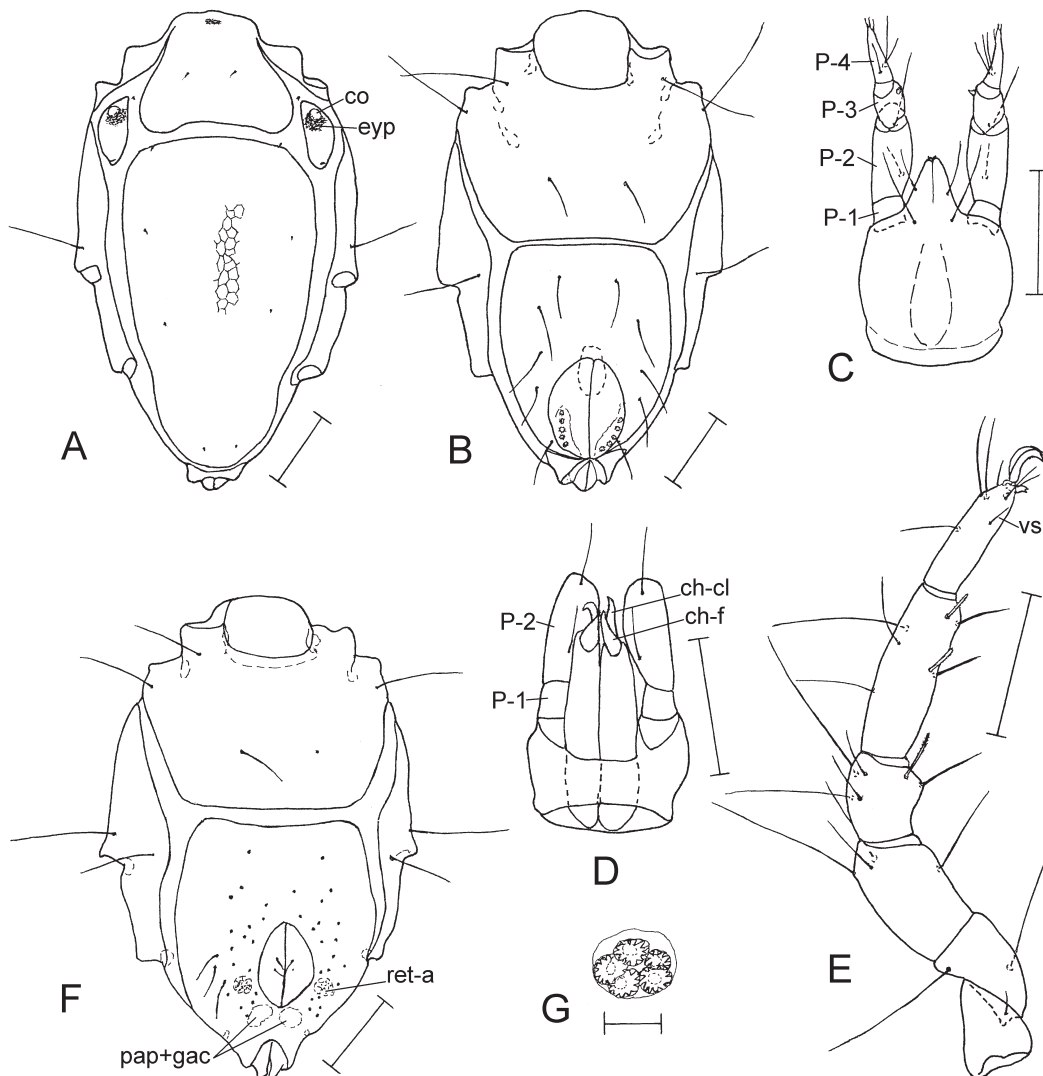 co
eyp
A
B
P-4
P-3
P-2
P-1
C
ch-cl
ch-f
P-2
P-1
D
vs
E
ret-a
pap+gac
F
G